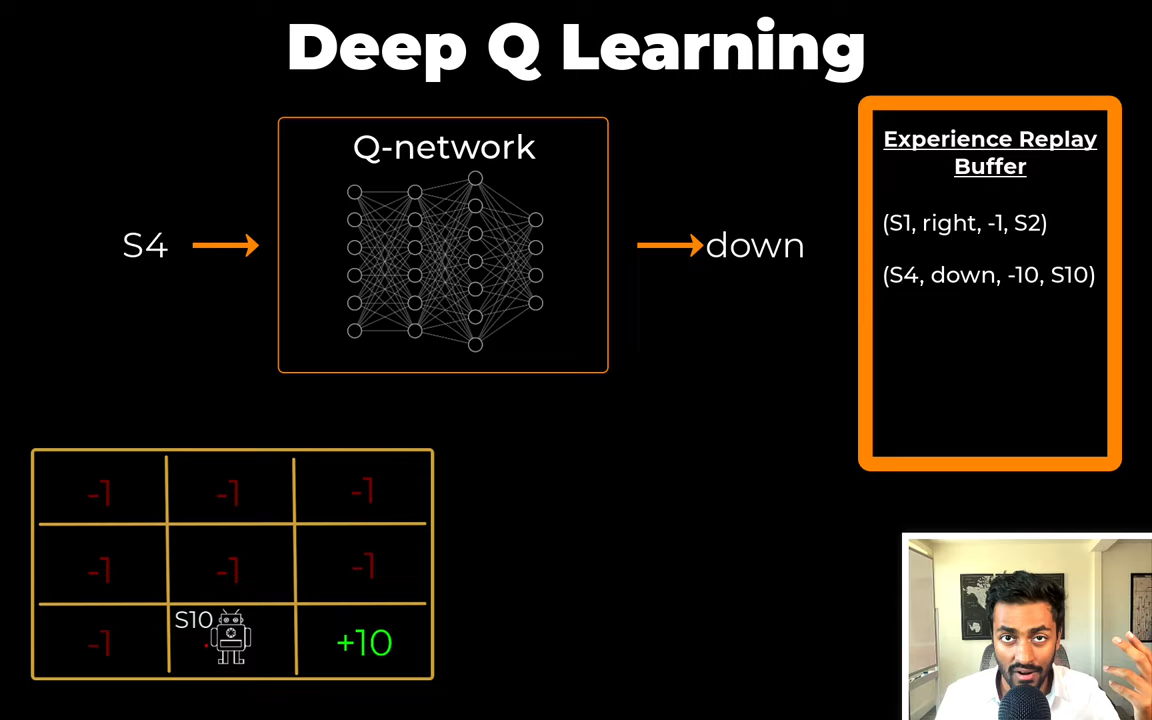 Deep Q Learning
Q-network
S4
down
Experience Replay
Buffer
(S1, right, -1, S2)
(S4, down, -10, S10)
-1 -1 -1
-1 -1 -1
-1 S10 +10